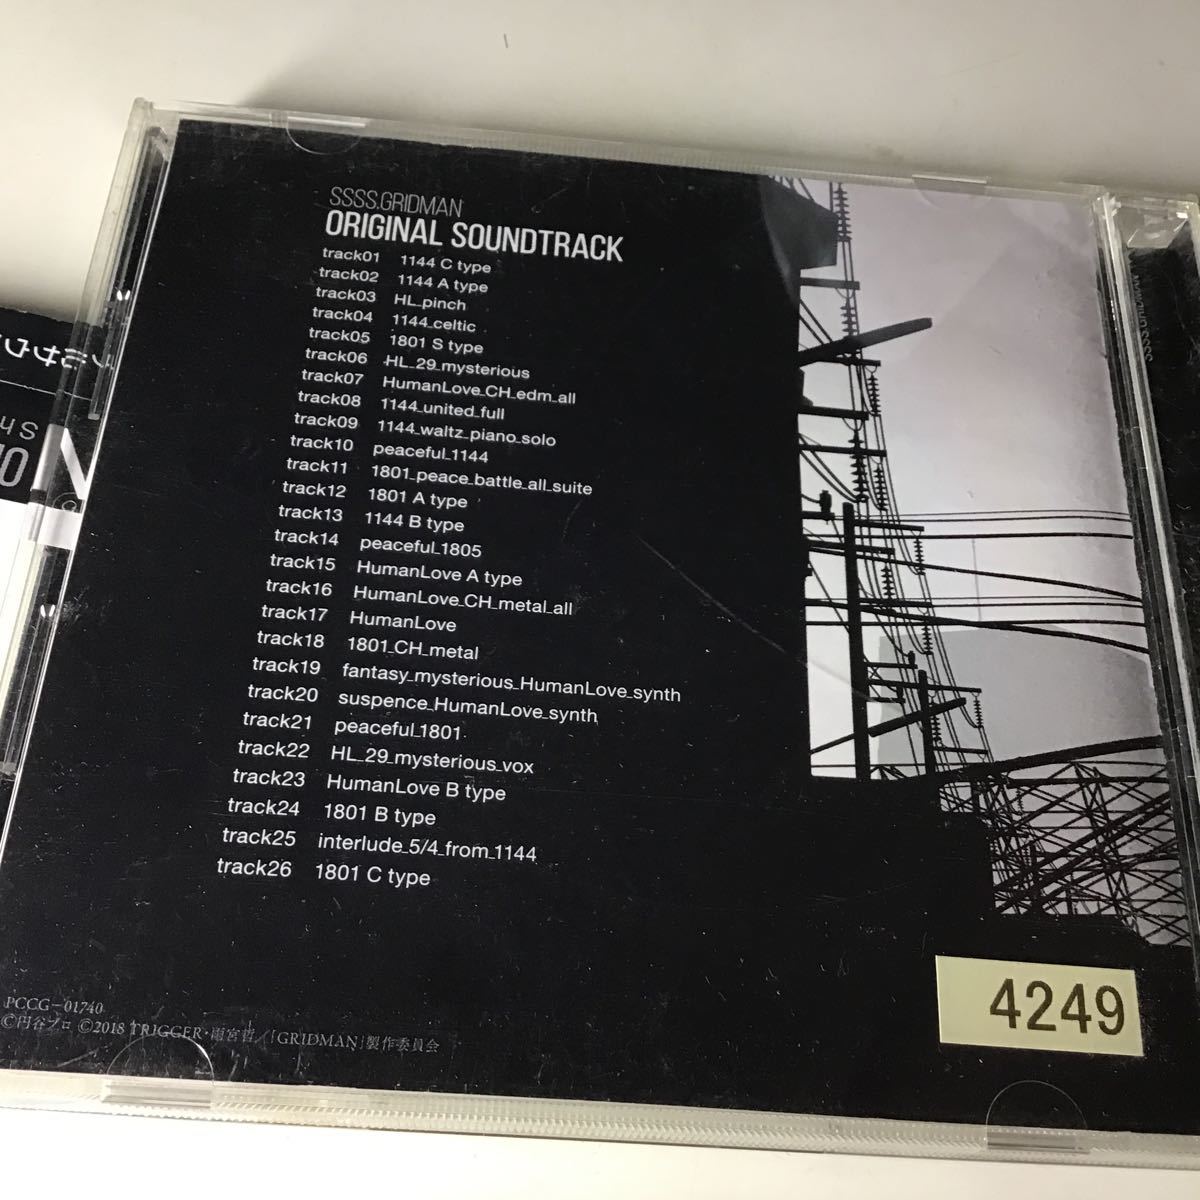 SSSS.GRIDMAN
ORIGINAL SOUNDTRACK
track01 1144 C type
track02 1144 A type
track03 HL_pinch
track04 1144_celtic
track05 1801 S type
track06 HL_29_mysterious
track07 HumanLove_CH_edm_all
track08 1144_united_full
track09 1144_waltz_piano_solo
track10 peaceful_1144
track11 1801_peace_battle_all_suite
track12 1801 A type
track13 1144 B type
track14 peaceful_1805
track15 HumanLove A type
track16 HumanLove_CH_metal_all
track17 HumanLove
track18 1801_CH_metal
track19 fantasy_mysterious_HumanLove_synth
track20 suspence_HumanLove_synth
track21 peaceful_1801
track22 HL_29_mysterious_vox
track23 HumanLove B type
track24 1801 B type
track25 interlude_5/4_from_1144
track26 1801 C type
PCCG-01740
©円谷プロ ©2018 TRIGGER・雨宮哲／「GRIDMAN」製作委員会
4249